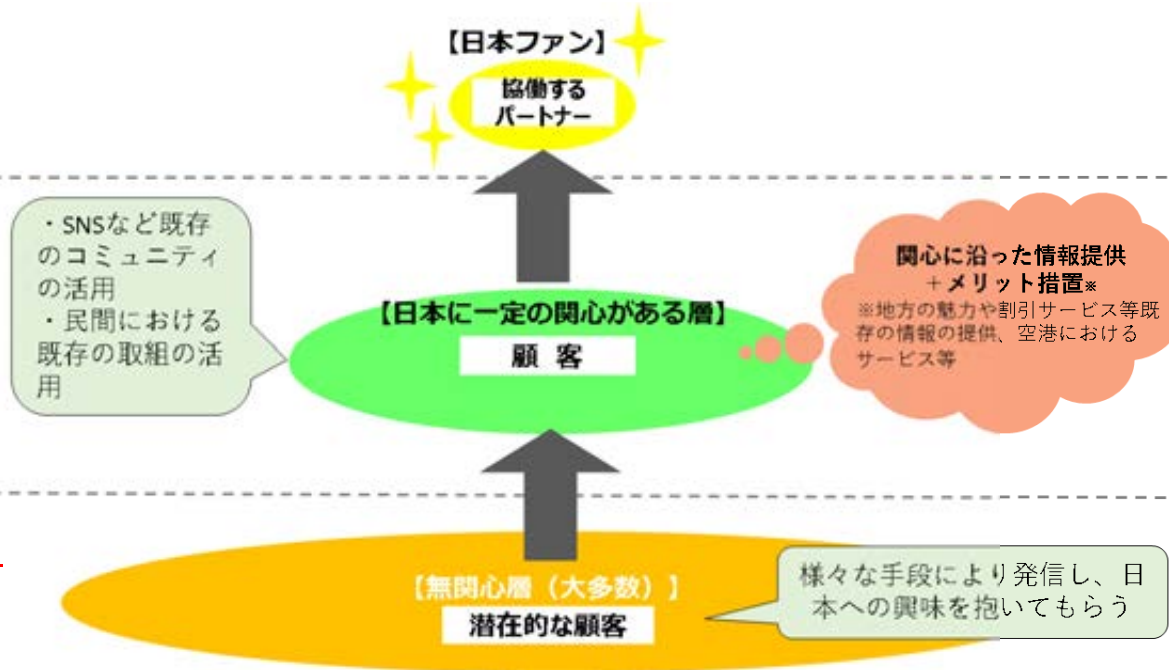 【日本ファン】
協働する
パートナー
・SNSなど既存
のコミュニティ
の活用
・民間における
既存の取組の活
用
【日本に一定の関心がある層】
顧 客
関心に沿った情報提供
＋メリット措置※
※地方の魅力や割引サービス等既
存の情報の提供、空港における
サービス等
【無関心層（大多数）】
潜在的な顧客
様々な手段により発信し、日
本への興味を抱いてもらう